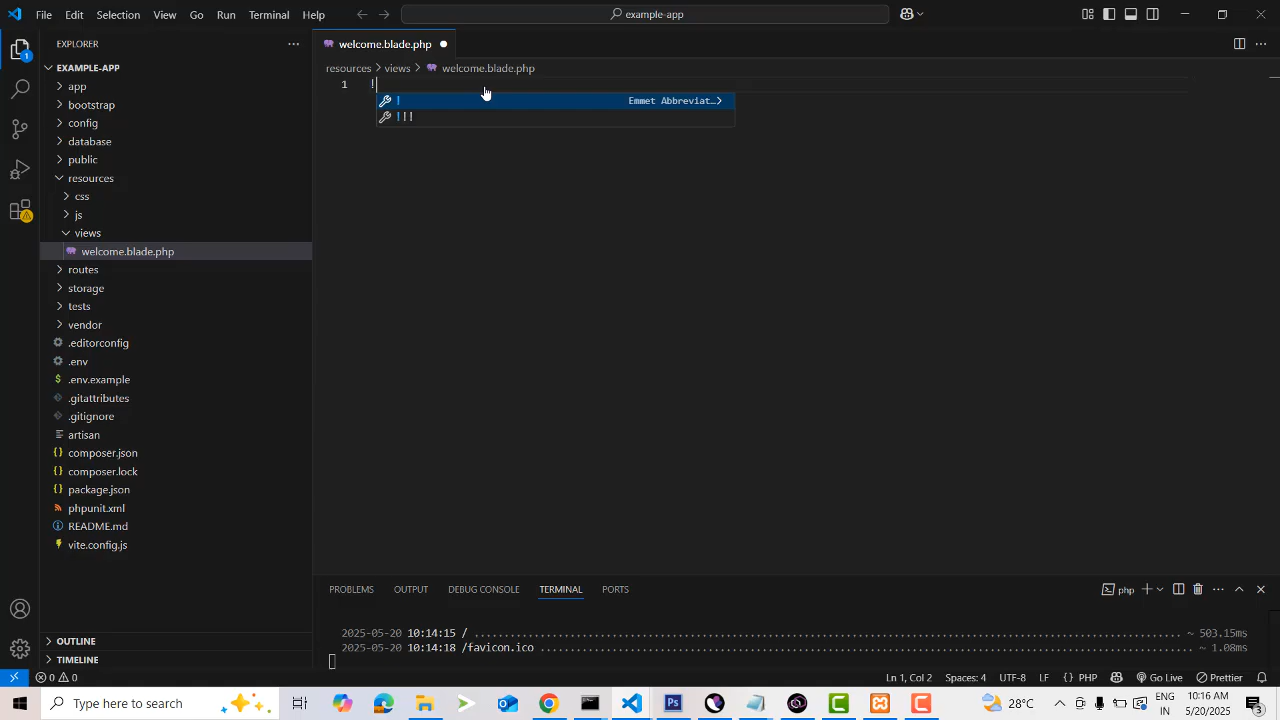 File Edit Selection View Go Run Terminal Help
example-app
EXPLORER
welcome.blade.php
EXAMPLE-APP
resources > views > welcome.blade.php
1 !
! Emmet Abbreviat…
!!!
app
bootstrap
config
database
public
resources
css
js
views
welcome.blade.php
routes
storage
tests
vendor
.editorconfig
.env
.env.example
.gitattributes
.gitignore
artisan
composer.json
composer.lock
package.json
phpunit.xml
README.md
vite.config.js
OUTLINE
TIMELINE
PROBLEMS OUTPUT DEBUG CONSOLE TERMINAL PORTS
php
2025-05-20 10:14:15 / ........................................ ~ 503.15ms
2025-05-20 10:14:18 /favicon.ico ........................................ ~ 1.08ms
0 0
Ln 1, Col 2 Spaces: 4 UTF-8 LF PHP Go Live Prettier
Type here to search
28°C
ENG
IN
10:16 AM
5/20/2025
3